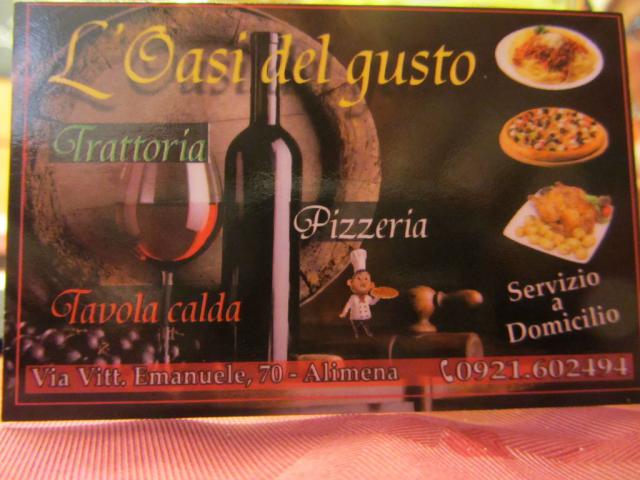 L'Oasi del gusto
Trattoria
Pizzeria
Tavola calda
Servizio
a
Domicilio
Via Vitt. Emanuele, 70 - Alimena
0921.602494